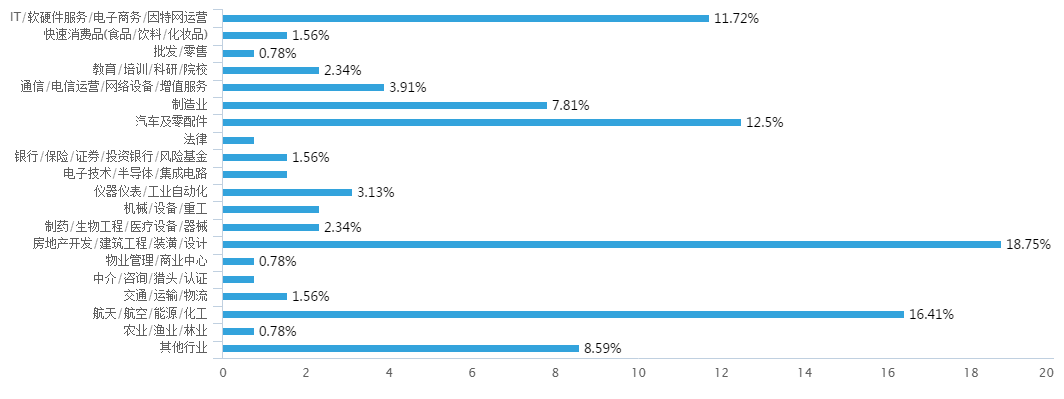 IT/软硬件服务/电子商务/因特网运营 11.72%
快速消费品(食品/饮料/化妆品) 1.56%
批发/零售 0.78%
教育/培训/科研/院校 2.34%
通信/电信运营/网络设备/增值服务 3.91%
制造业 7.81%
汽车及零配件 12.5%
法律
银行/保险/证券/投资银行/风险基金 1.56%
电子技术/半导体/集成电路
仪器仪表/工业自动化 3.13%
机械/设备/重工
制药/生物工程/医疗设备/器械 2.34%
房地产开发/建筑工程/装潢/设计 18.75%
物业管理/商业中心 0.78%
中介/咨询/猎头/认证
交通/运输/物流 1.56%
航天/航空/能源/化工 16.41%
农业/渔业/林业 0.78%
其他行业 8.59%
0 2 4 6 8 10 12 14 16 18 20